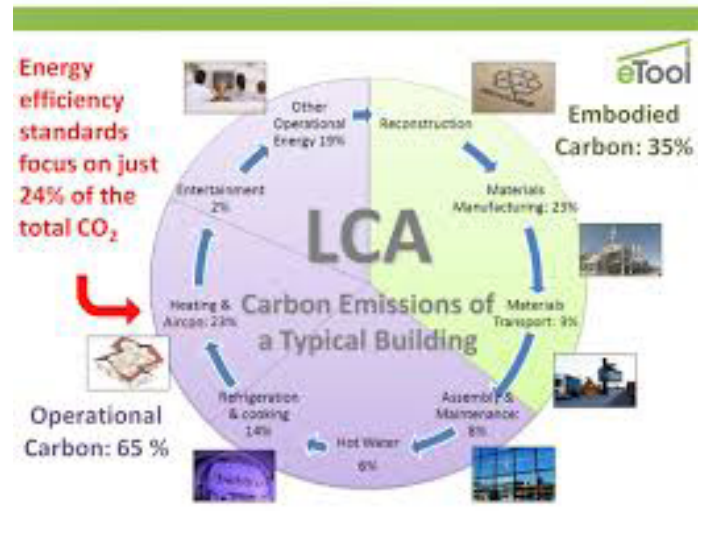 Energy
efficiency
standards
focus on just
24% of the
total CO₂
eTool
Embodied
Carbon: 35%
Other
Operational
Energy 19%
Reconstruction
Entertainment
2%
Materials
Manufacturing: 23%
LCA
Carbon Emissions of
a Typical Building
Heating &
Aircon: 23%
Materials
Transport: 3%
Operational
Carbon: 65 %
Refrigeration
& cooking
14%
Assembly &
Maintenance:
8%
Hot Water
6%